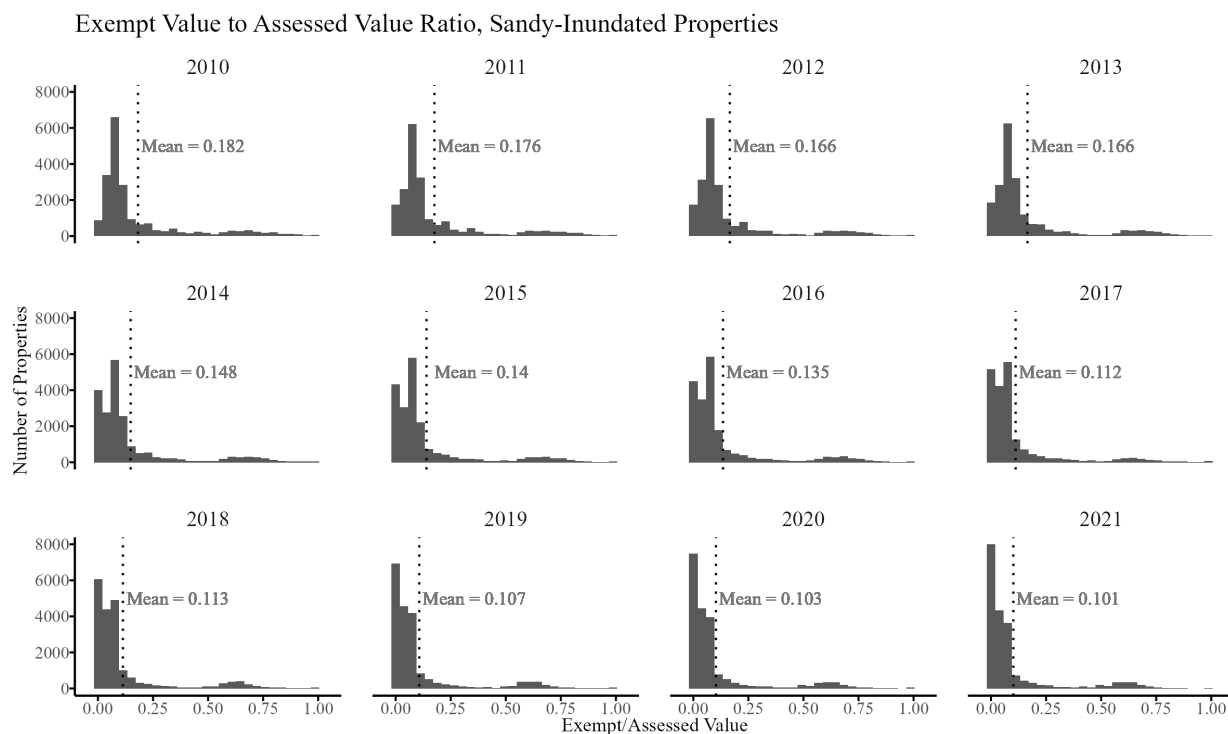 Exempt Value to Assessed Value Ratio, Sandy-Inundated Properties
2010 2011 2012 2013
8000
6000
Mean = 0.182 Mean = 0.176 Mean = 0.166 Mean = 0.166
4000
2000
0
2014 2015 2016 2017
Number of Properties
8000
6000
Mean = 0.148 Mean = 0.14 Mean = 0.135 Mean = 0.112
4000
2000
0
2018 2019 2020 2021
8000
6000
Mean = 0.113 Mean = 0.107 Mean = 0.103 Mean = 0.101
4000
2000
0
0.00 0.25 0.50 0.75 1.00 0.00 0.25 0.50 0.75 1.00 0.00 0.25 0.50 0.75 1.00 0.00 0.25 0.50 0.75 1.00
Exempt/Assessed Value